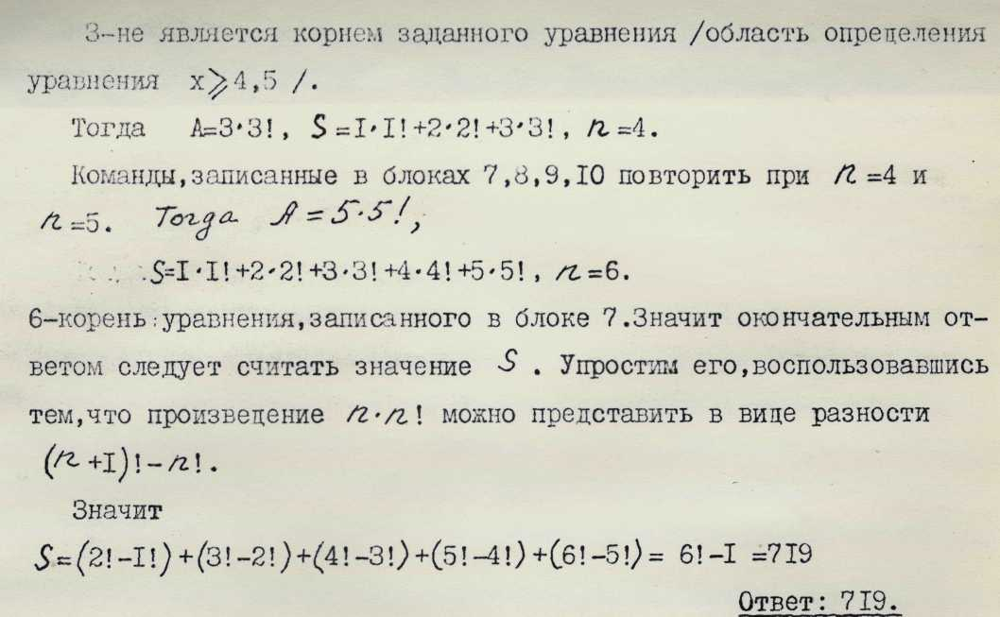 3-не является корнем заданного уравнения /область определения
уравнения x⩾4,5 /.
Тогда A=3·3!, S=I·I!+2·2!+3·3!, n=4.
Команды,записанные в блоках 7,8,9,I0 повторить при n=4 и
n=5. Тогда A=5·5!,
S=I·I!+2·2!+3·3!+4·4!+5·5!, n=6.
6-корень уравнения,записанного в блоке 7.Значит окончательным от-
ветом следует считать значение S. Упростим его,воспользовавшись
тем,что произведение n·n! можно представить в виде разности
(n+I)!-n!.
Значит
S=(2!-I!)+(3!-2!)+(4!-3!)+(5!-4!)+(6!-5!)= 6!-I =7I9
Ответ: 7I9.